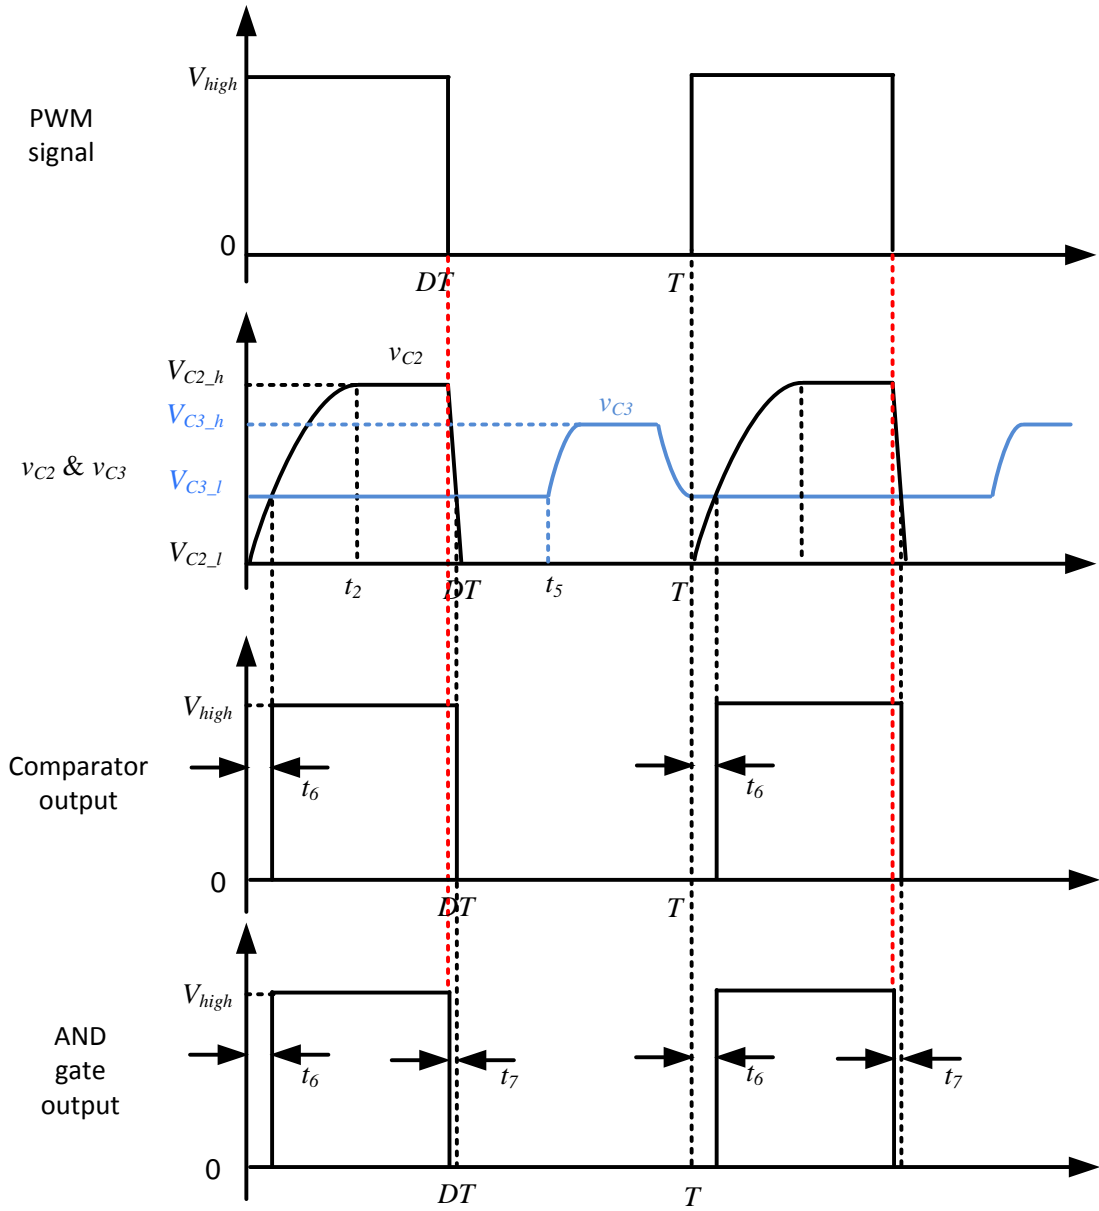 V_high
PWM
signal
0
DT
T
v_C2
V_C2_h
V_C3_h
v_C3
v_C2 & v_C3
V_C3_l
V_C2_l
t_2
DT
t_5
T
V_high
Comparator
output
t_6
t_6
0
DT
T
V_high
AND
gate
output
t_6
t_7
t_6
t_7
0
DT
T